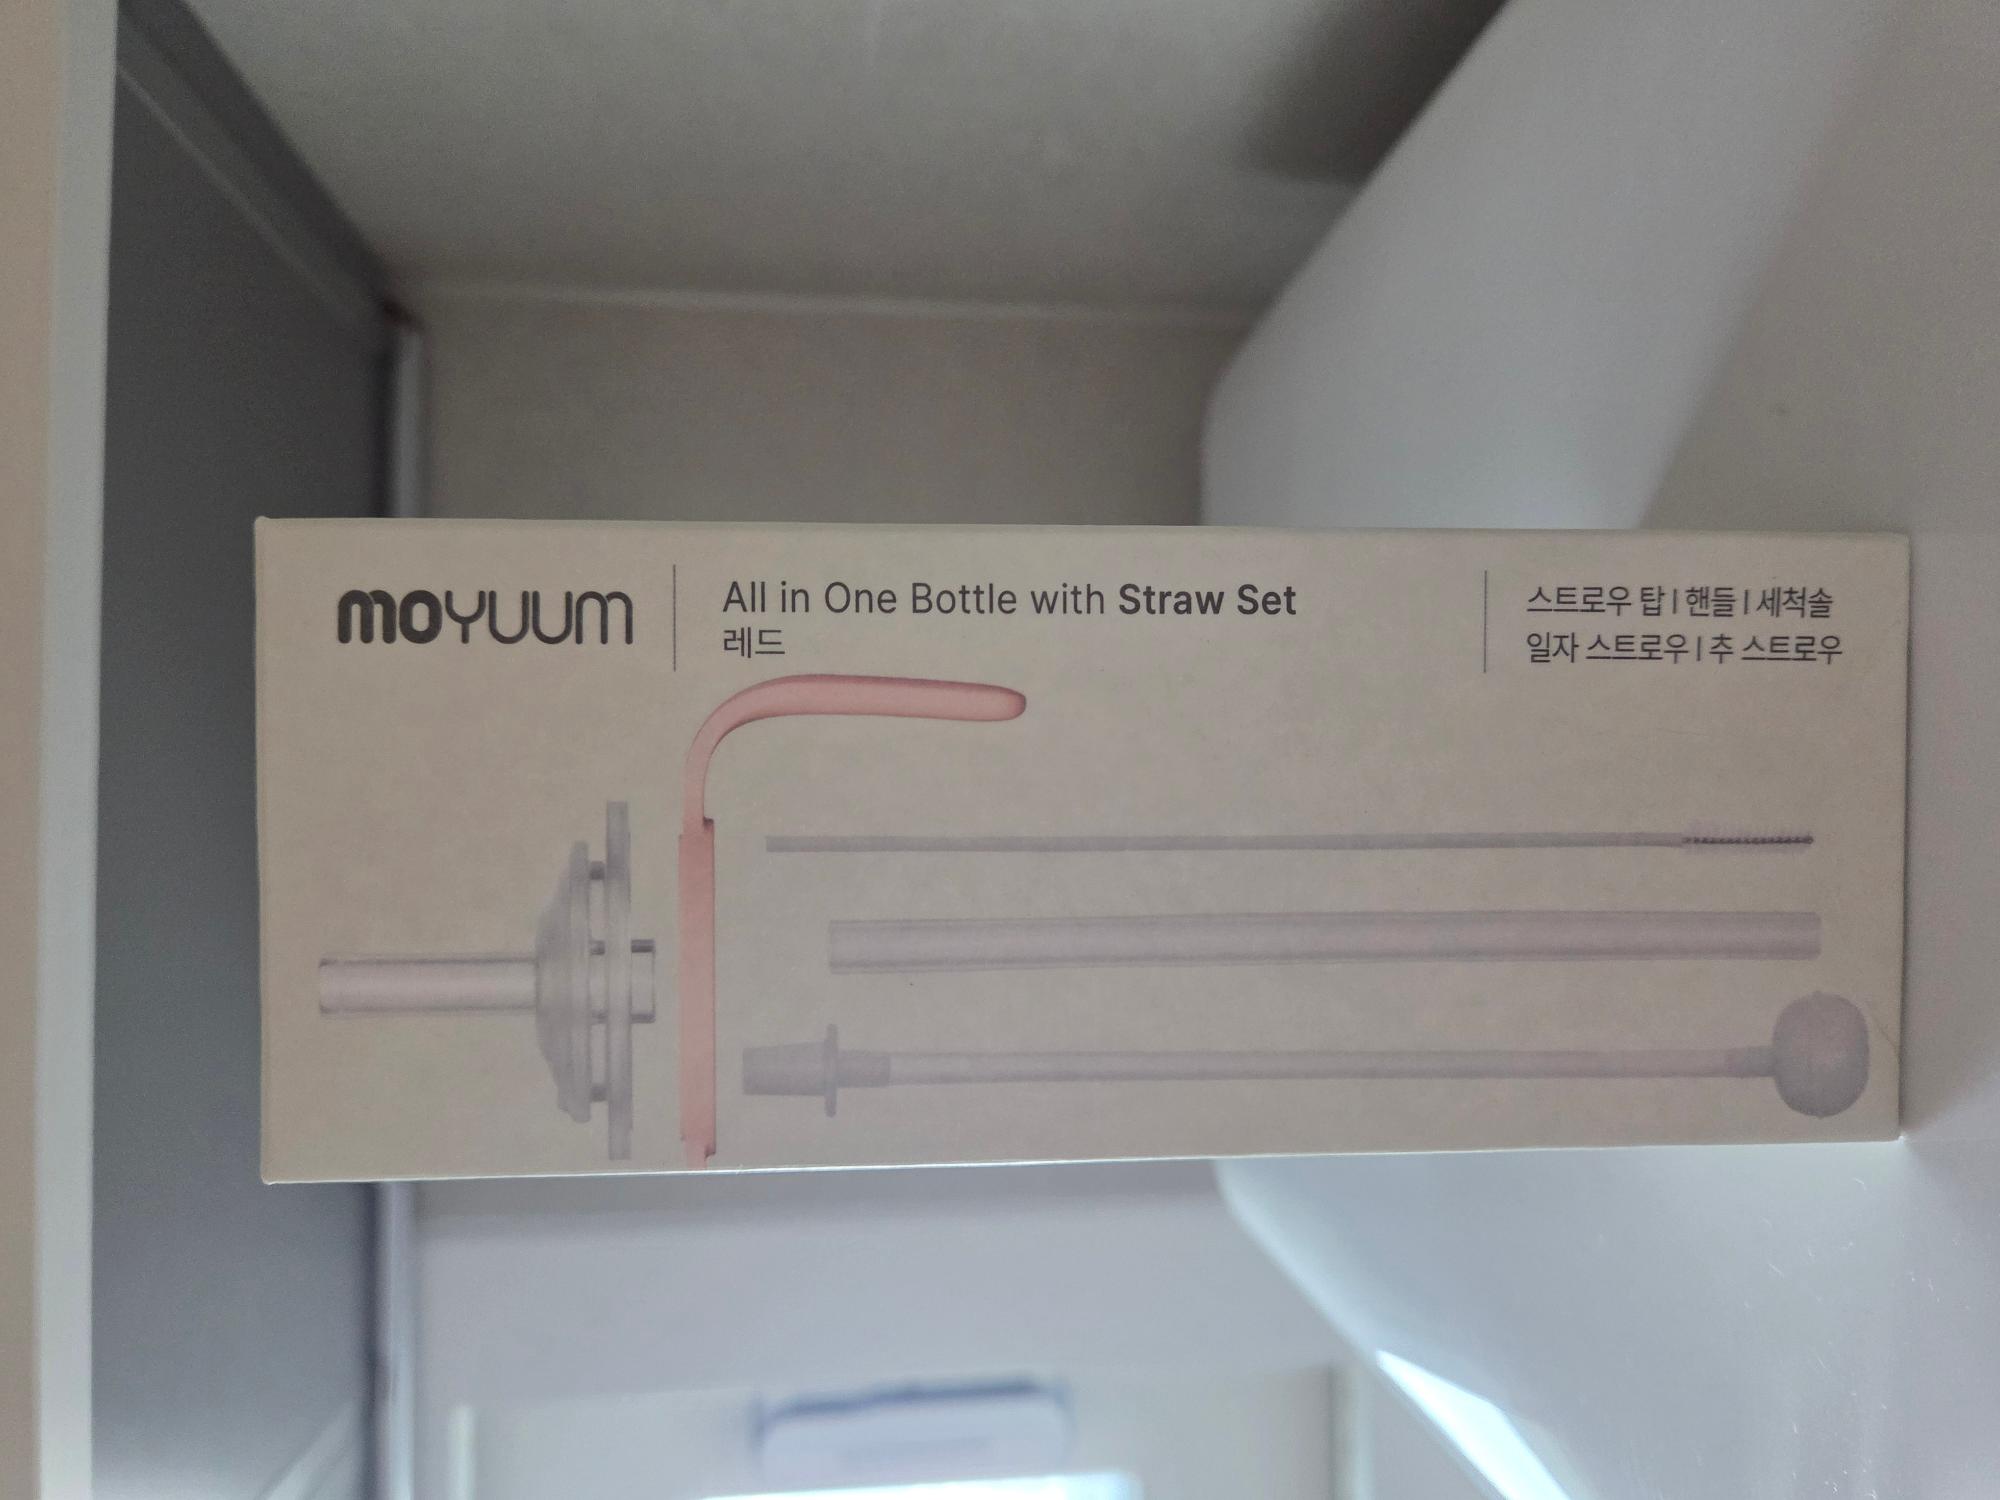 moyuum
All in One Bottle with Straw Set
레드
스트로우 탑 | 핸들 | 세척솔
일자 스트로우 | 추 스트로우